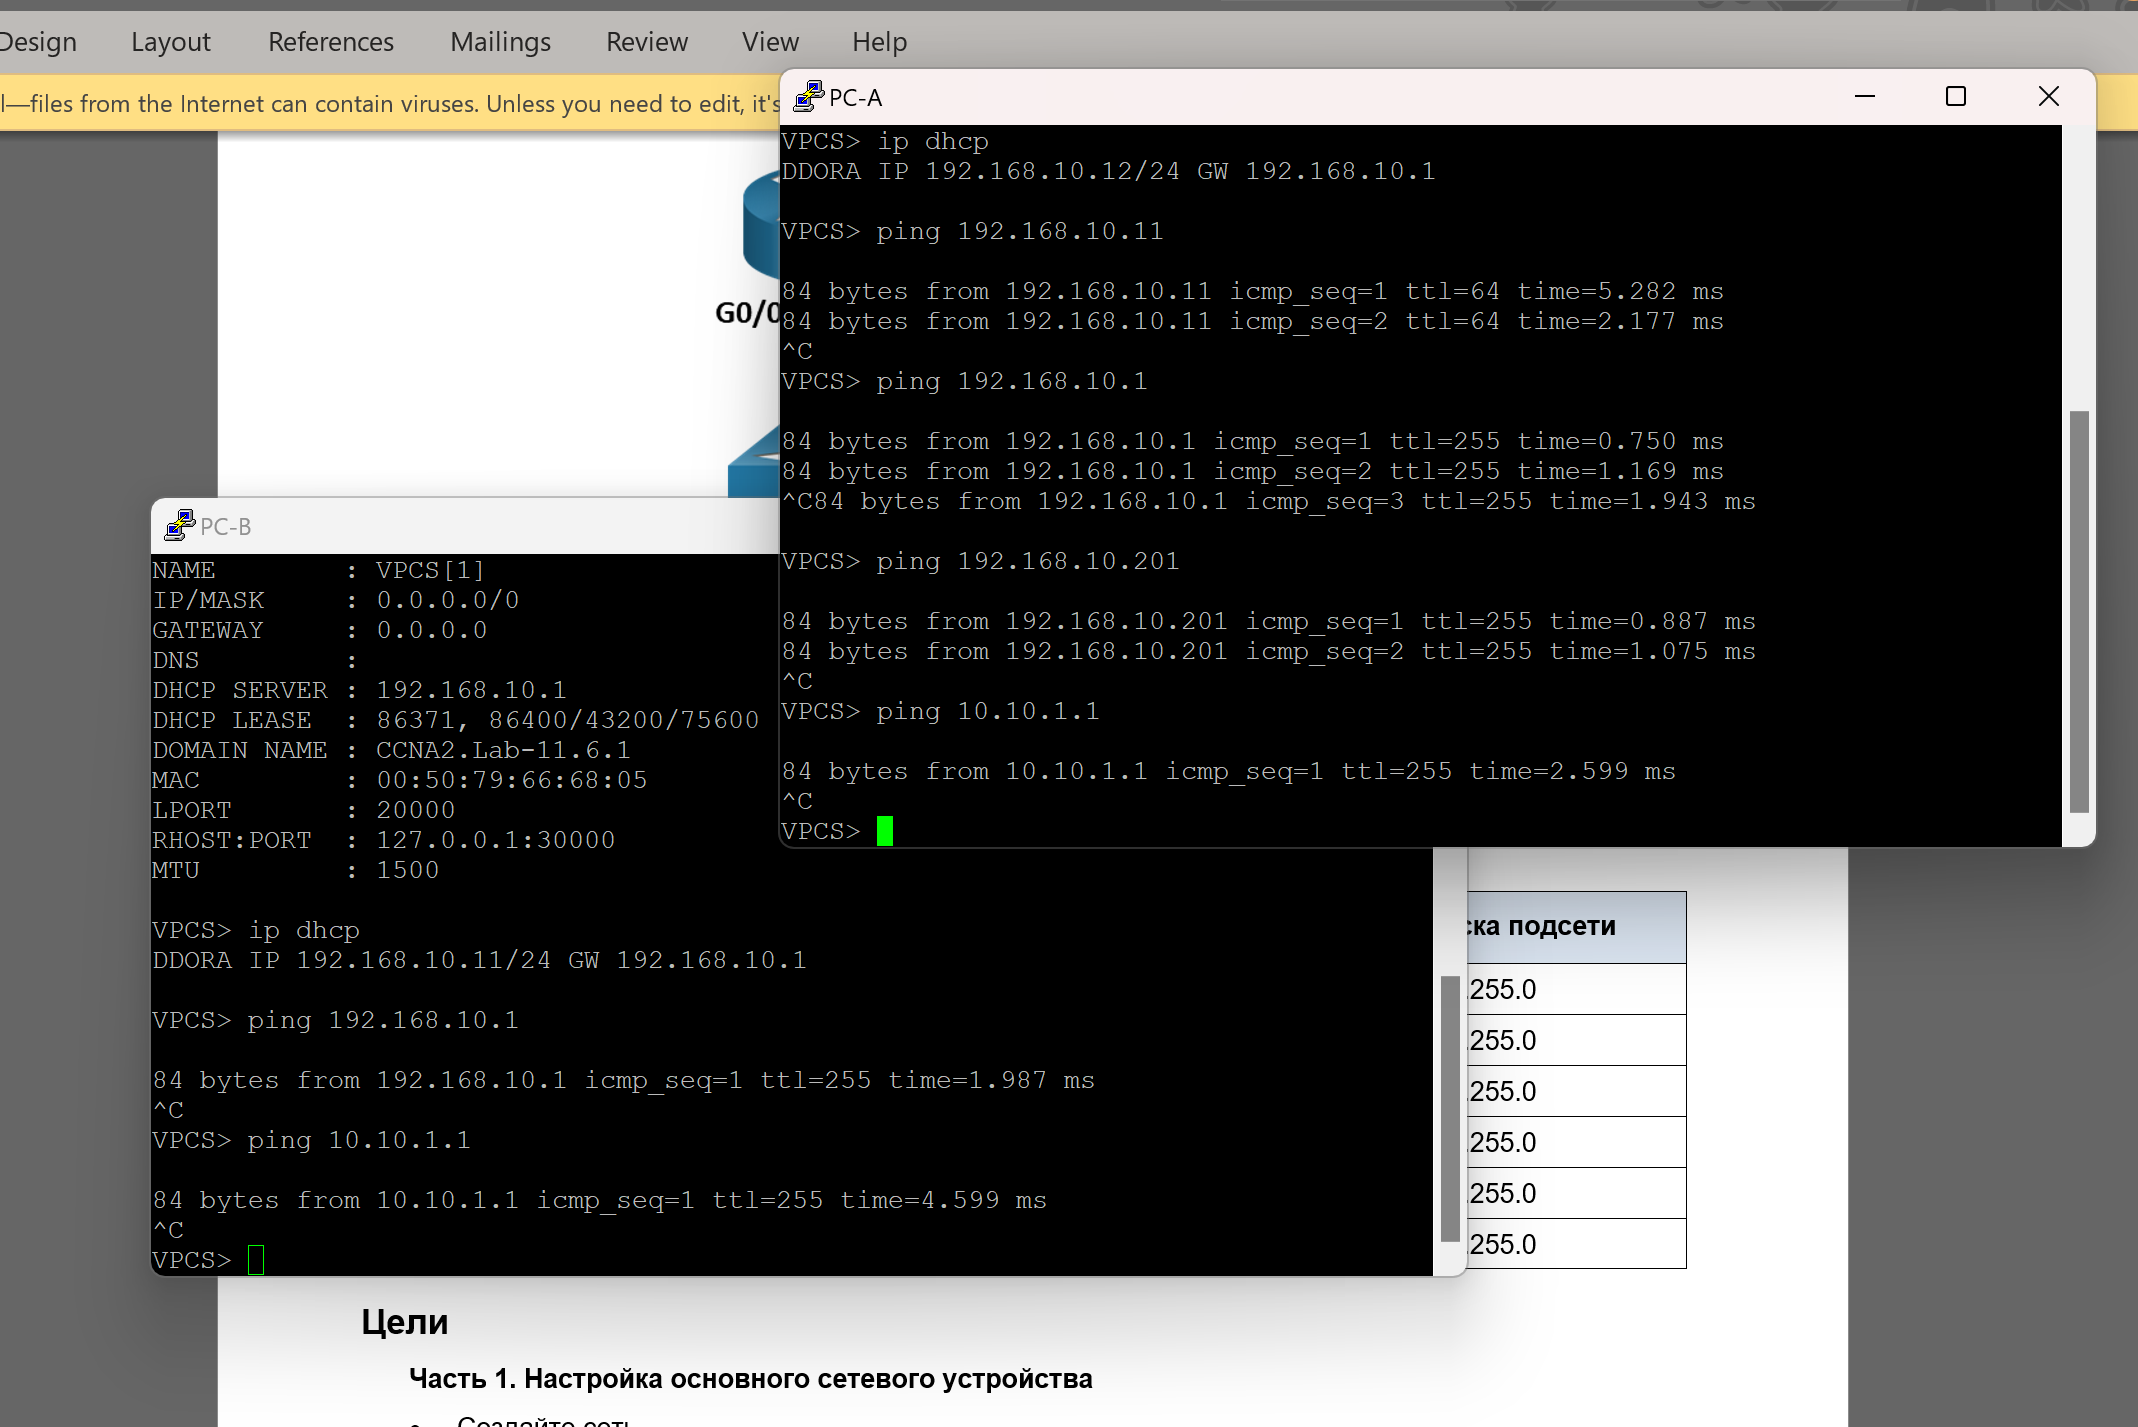 Design Layout References Mailings Review View Help
l—files from the Internet can contain viruses. Unless you need to edit, it's
PC-A
VPCS> ip dhcp
DDORA IP 192.168.10.12/24 GW 192.168.10.1
VPCS> ping 192.168.10.11
84 bytes from 192.168.10.11 icmp_seq=1 ttl=64 time=5.282 ms
84 bytes from 192.168.10.11 icmp_seq=2 ttl=64 time=2.177 ms
^C
VPCS> ping 192.168.10.1
84 bytes from 192.168.10.1 icmp_seq=1 ttl=255 time=0.750 ms
84 bytes from 192.168.10.1 icmp_seq=2 ttl=255 time=1.169 ms
^C84 bytes from 192.168.10.1 icmp_seq=3 ttl=255 time=1.943 ms
VPCS> ping 192.168.10.201
84 bytes from 192.168.10.201 icmp_seq=1 ttl=255 time=0.887 ms
84 bytes from 192.168.10.201 icmp_seq=2 ttl=255 time=1.075 ms
^C
VPCS> ping 10.10.1.1
84 bytes from 10.10.1.1 icmp_seq=1 ttl=255 time=2.599 ms
^C
VPCS>
G0/0
PC-B
NAME : VPCS[1]
IP/MASK : 0.0.0.0/0
GATEWAY : 0.0.0.0
DNS :
DHCP SERVER : 192.168.10.1
DHCP LEASE : 86371, 86400/43200/75600
DOMAIN NAME : CCNA2.Lab-11.6.1
MAC : 00:50:79:66:68:05
LPORT : 20000
RHOST:PORT : 127.0.0.1:30000
MTU : 1500
VPCS> ip dhcp
DDORA IP 192.168.10.11/24 GW 192.168.10.1
VPCS> ping 192.168.10.1
84 bytes from 192.168.10.1 icmp_seq=1 ttl=255 time=1.987 ms
^C
VPCS> ping 10.10.1.1
84 bytes from 10.10.1.1 icmp_seq=1 ttl=255 time=4.599 ms
^C
VPCS>
ска подсети
.255.0
.255.0
.255.0
.255.0
.255.0
.255.0
Цели
Часть 1. Настройка основного сетевого устройства
• Создайте сеть